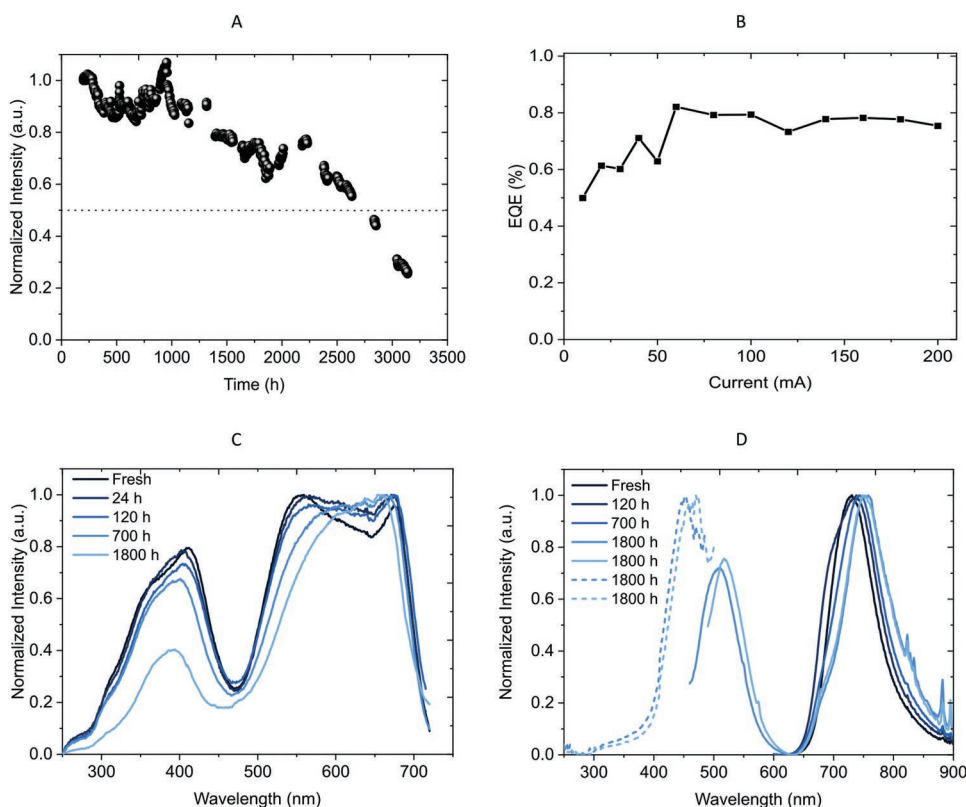 A
Normalized Intensity (a.u.)
1.0
0.8
0.6
0.4
0.2
0.0
0 500 1000 1500 2000 2500 3000 3500
Time (h)
B
EQE (%)
1.0
0.8
0.6
0.4
0.2
0.0
0 50 100 150 200
Current (mA)
C
Normalized Intensity (a.u.)
1.0
0.8
0.6
0.4
0.2
0.0
Fresh
24 h
120 h
700 h
1800 h
300 400 500 600 700
Wavelength (nm)
D
Normalized Intensity (a.u.)
1.0
0.8
0.6
0.4
0.2
0.0
Fresh
120 h
700 h
1800 h
1800 h
1800 h
1800 h
300 400 500 600 700 800 900
Wavelength (nm)